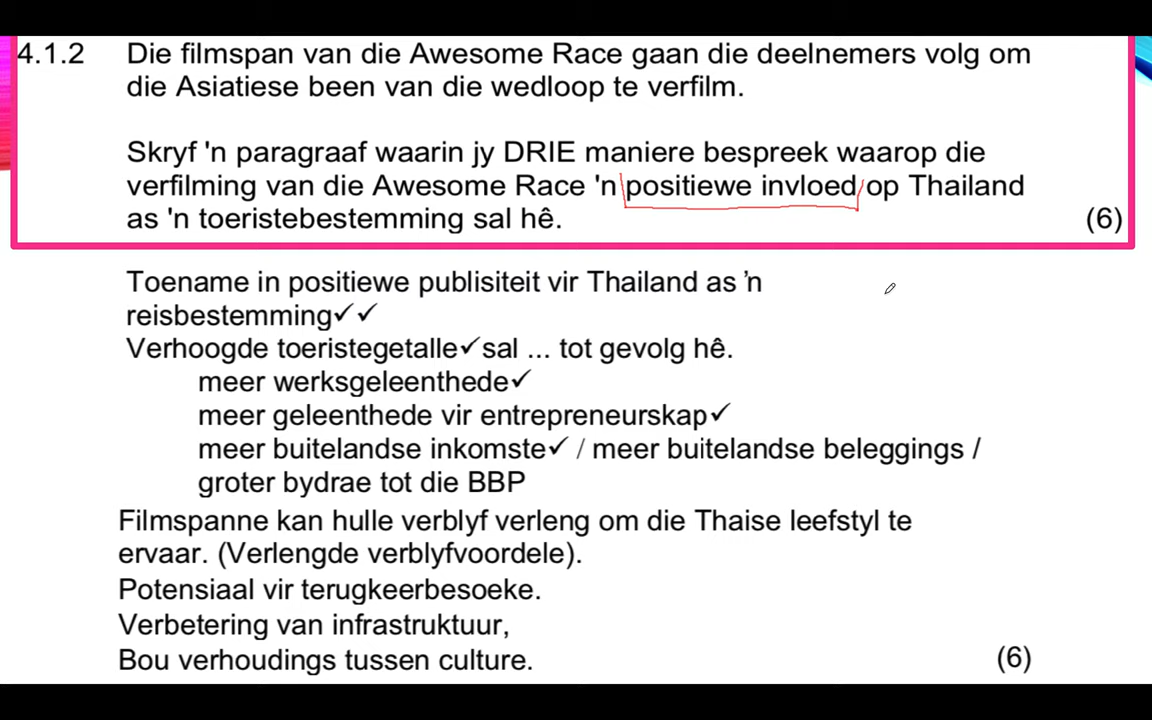 4.1.2 Die filmspan van die Awesome Race gaan die deelnemers volg om
die Asiatiese been van die wedloop te verfilm.
Skryf 'n paragraaf waarin jy DRIE maniere bespreek waarop die
verfilming van die Awesome Race 'n positiewe invloed op Thailand
as 'n toeristebestemming sal hê. (6)
Toename in positiewe publisiteit vir Thailand as 'n
reisbestemming✓✓
Verhoogde toeristegetalle✓sal ... tot gevolg hê.
meer werksgeleenthede✓
meer geleenthede vir entrepreneurskap✓
meer buitelandse inkomste✓ / meer buitelandse beleggings /
groter bydrae tot die BBP
Filmspanne kan hulle verblyf verleng om die Thaise leefstyl te
ervaar. (Verlengde verblyfvoordele).
Potensiaal vir terugkeerbesoeke.
Verbetering van infrastruktuur,
Bou verhoudings tussen culture. (6)